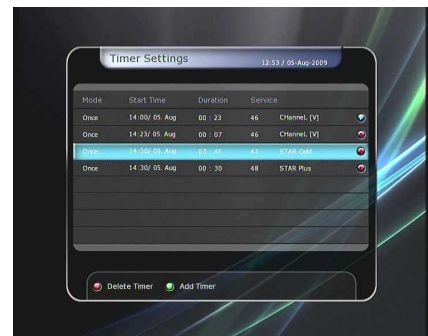 Timer Settings 12:53 / 05-Aug-2009
Mode Start Time Duration Service
Once 14:00/ 05. Aug 00 : 23 46 CHannel. [V]
Once 14:23/ 05. Aug 00 : 07 46 CHannel. [V]
Once 14:30/ 05. Aug 03 : 45 47 STAR Gold
Once 14:30/ 05. Aug 00 : 30 48 STAR Plus
Delete Timer Add Timer